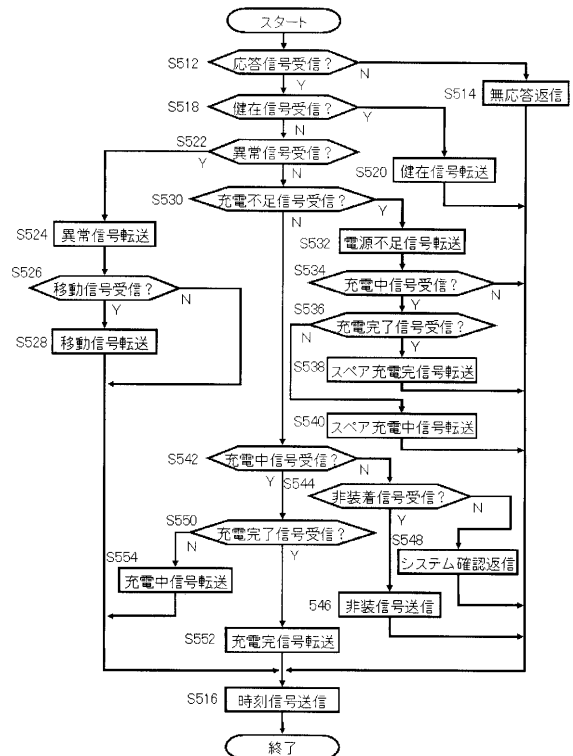 スタート
S512 応答信号受信？
Y
N
S514 無応答返信
S518 健在信号受信？
N
Y
S520 健在信号転送
S522 異常信号受信？
Y
N
S530 充電不足信号受信？
Y
N
S524 異常信号転送
S532 電源不足信号転送
S526 移動信号受信？
Y
N
S534 充電中信号受信？
Y
N
S528 移動信号転送
S536 充電完了信号受信？
N
Y
S538 スペア充電完信号転送
S540 スペア充電中信号転送
S542 充電中信号受信？
Y
N
S544 非装着信号受信？
Y
N
S550 充電完了信号受信？
N
Y
S548 システム確認返信
S554 充電中信号転送
546 非装信号送信
S552 充電完信号転送
S516 時刻信号送信
終了